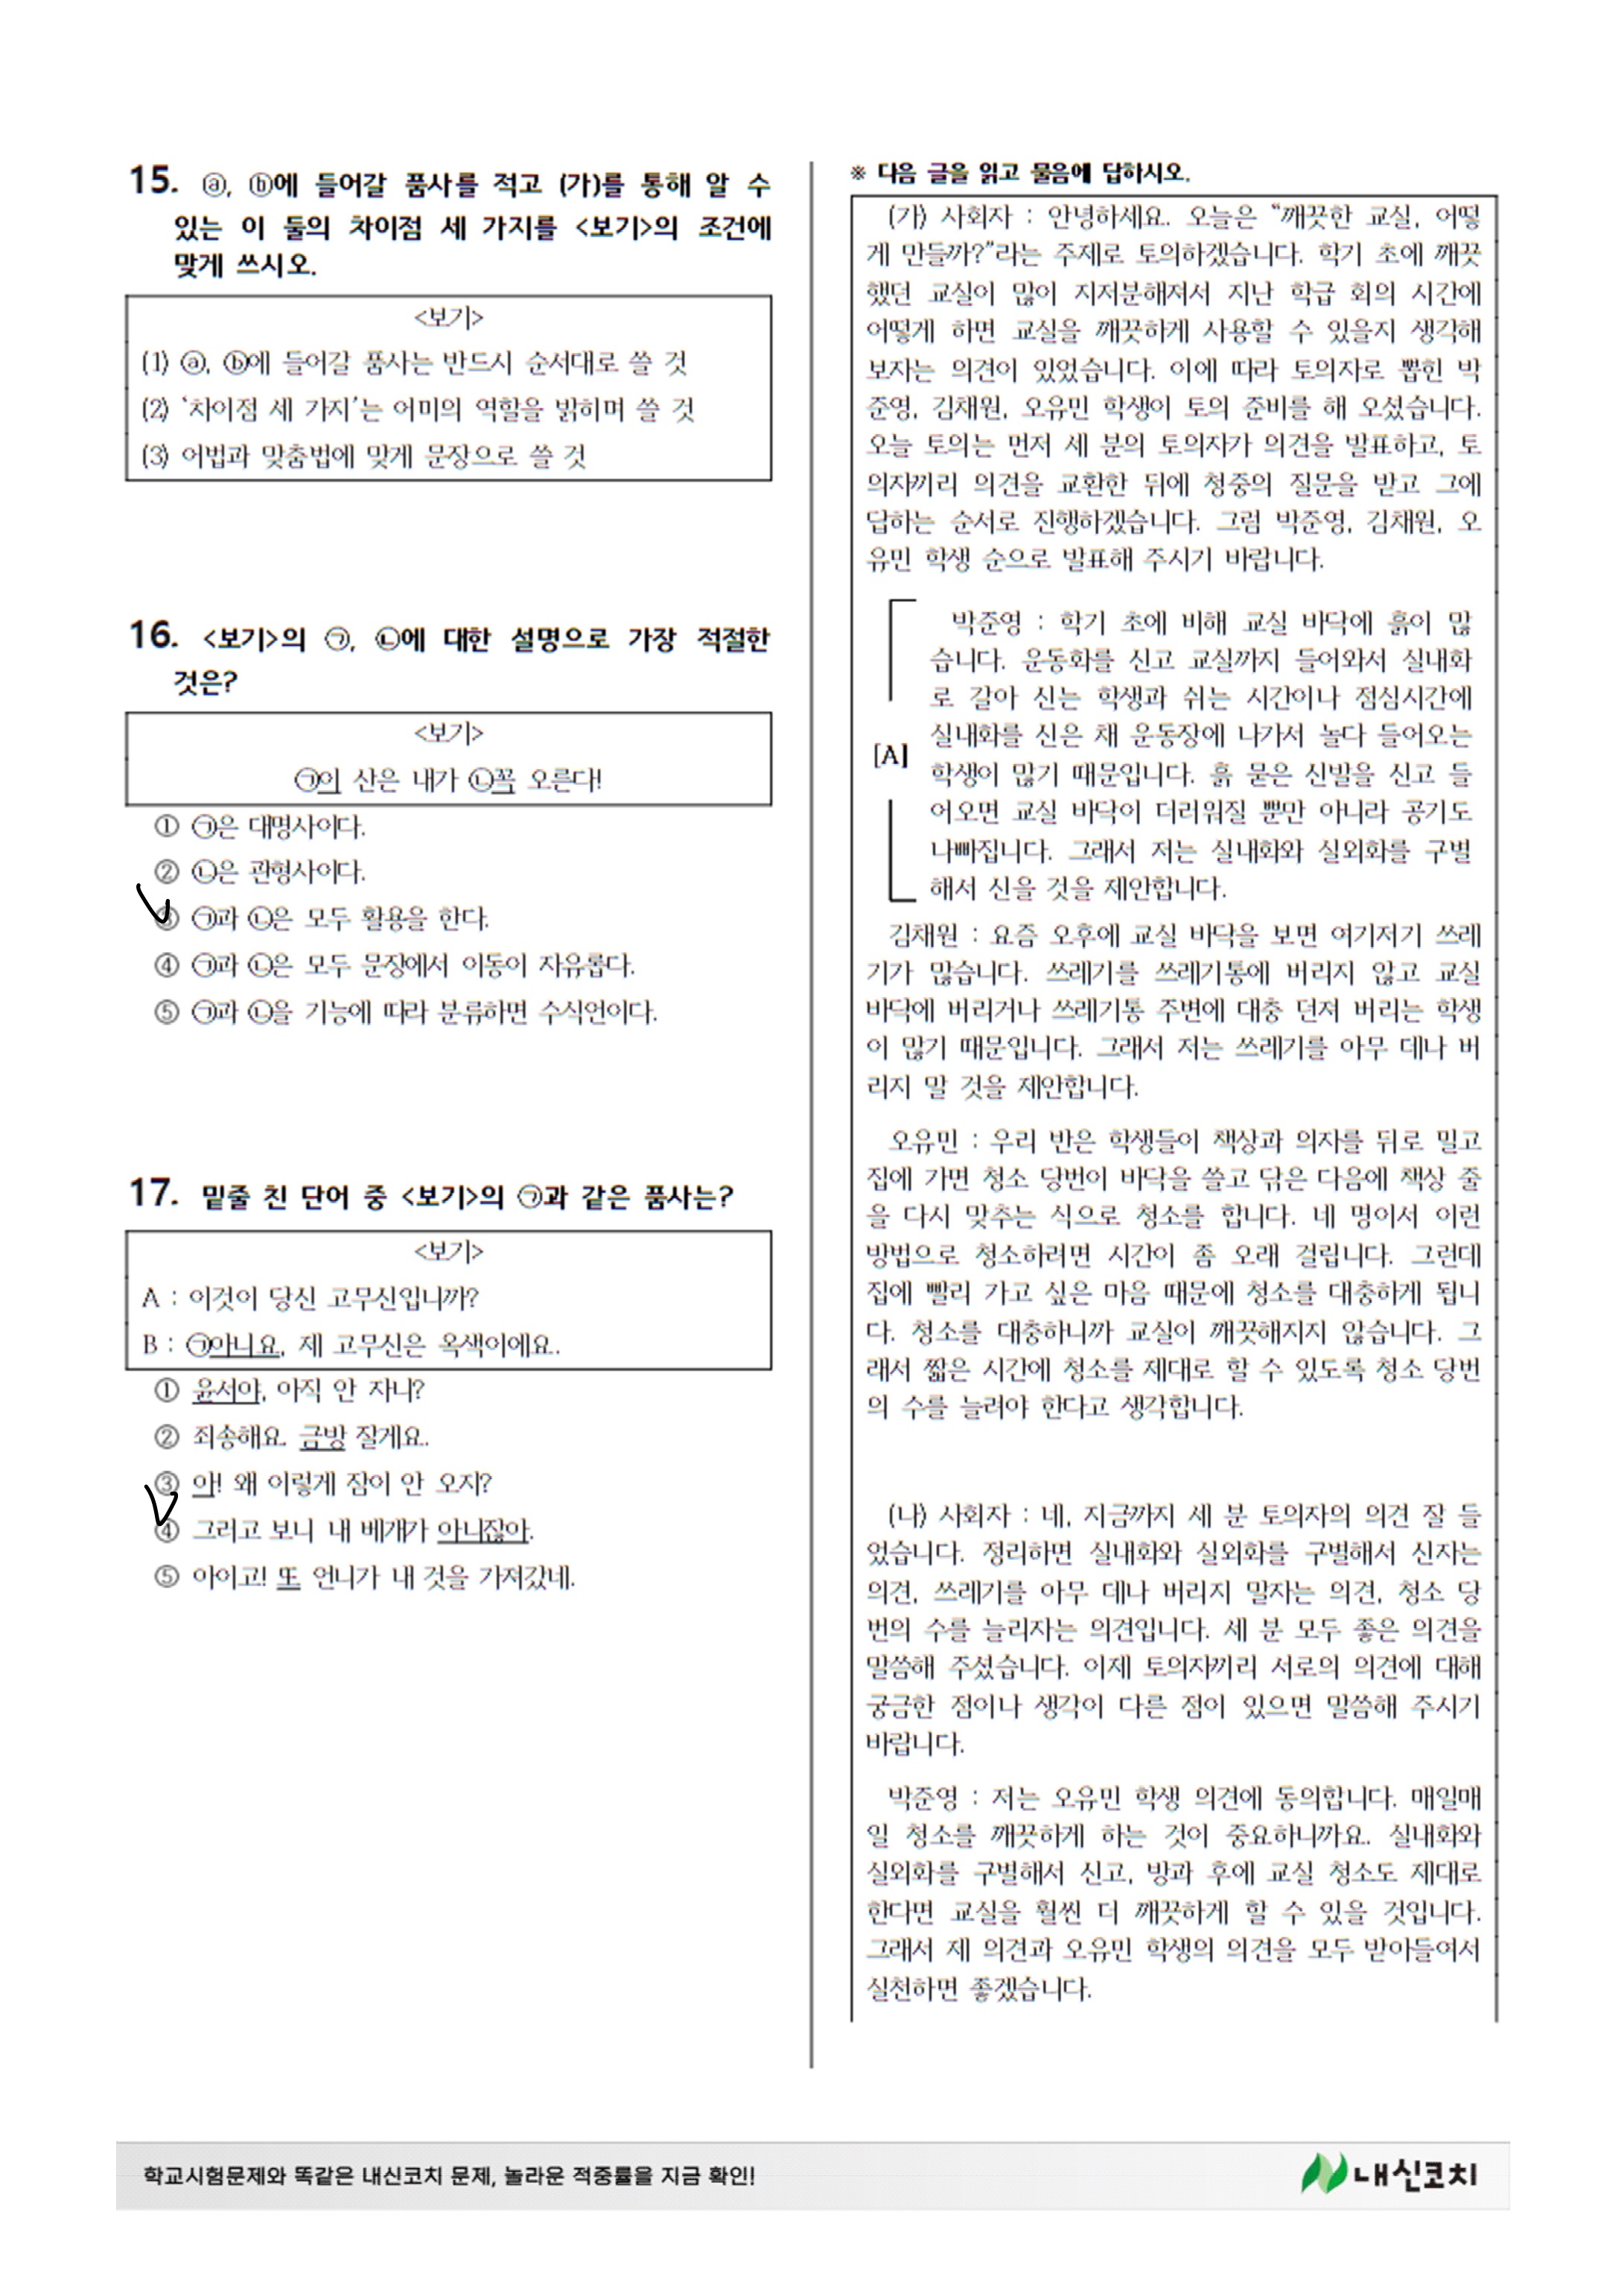 15. ⓐ, ⓑ에 들어갈 품사를 적고 (가)를 통해 알 수
있는 이 둘의 차이점 세 가지를 <보기>의 조건에
맞게 쓰시오.
<보기>
(1) ⓐ, ⓑ에 들어갈 품사는 반드시 순서대로 쓸 것
(2) ‘차이점 세 가지’는 어미의 역할을 밝히며 쓸 것
(3) 어법과 맞춤법에 맞게 문장으로 쓸 것
16. <보기>의 ㉠, ㉡에 대한 설명으로 가장 적절한
것은?
<보기>
㉠이 산은 내가 ㉡꼭 오른다!
① ㉠은 대명사이다.
② ㉡은 관형사이다.
③ ㉠과 ㉡은 모두 활용을 한다.
④ ㉠과 ㉡은 모두 문장에서 이동이 자유롭다.
⑤ ㉠과 ㉡을 기능에 따라 분류하면 수식언이다.
17. 밑줄 친 단어 중 <보기>의 ㉠과 같은 품사는?
<보기>
A : 이것이 당신 고무신입니까?
B : ㉠아니요, 제 고무신은 옥색이에요.
① 윤서야, 아직 안 자니?
② 죄송해요. 금방 잘게요.
③ 아! 왜 이렇게 잠이 안 오지?
④ 그러고 보니 내 베개가 아니잖아.
⑤ 아이고! 또 언니가 내 것을 가져갔네.
※ 다음 글을 읽고 물음에 답하시오.
(가) 사회자 : 안녕하세요. 오늘은 “깨끗한 교실, 어떻
게 만들까?”라는 주제로 토의하겠습니다. 학기 초에 깨끗
했던 교실이 많이 지저분해져서 지난 학급 회의 시간에
어떻게 하면 교실을 깨끗하게 사용할 수 있을지 생각해
보자는 의견이 있었습니다. 이에 따라 토의자로 뽑힌 박
준영, 김채원, 오유민 학생이 토의 준비를 해 오셨습니다.
오늘 토의는 먼저 세 분의 토의자가 의견을 발표하고, 토
의자끼리 의견을 교환한 뒤에 청중의 질문을 받고 그에
답하는 순서로 진행하겠습니다. 그럼 박준영, 김채원, 오
유민 학생 순으로 발표해 주시기 바랍니다.
박준영 : 학기 초에 비해 교실 바닥에 흙이 많
습니다. 운동화를 신고 교실까지 들어와서 실내화
로 갈아 신는 학생과 쉬는 시간이나 점심시간에
실내화를 신은 채 운동장에 나가서 놀다 들어오는
[A]
학생이 많기 때문입니다. 흙 묻은 신발을 신고 들
어오면 교실 바닥이 더러워질 뿐만 아니라 공기도
나빠집니다. 그래서 저는 실내화와 실외화를 구별
해서 신을 것을 제안합니다.
김채원 : 요즘 오후에 교실 바닥을 보면 여기저기 쓰레
기가 많습니다. 쓰레기를 쓰레기통에 버리지 않고 교실
바닥에 버리거나 쓰레기통 주변에 대충 던져 버리는 학생
이 많기 때문입니다. 그래서 저는 쓰레기를 아무 데나 버
리지 말 것을 제안합니다.
오유민 : 우리 반은 학생들이 책상과 의자를 뒤로 밀고
집에 가면 청소 당번이 바닥을 쓸고 닦은 다음에 책상 줄
을 다시 맞추는 식으로 청소를 합니다. 네 명이서 이런
방법으로 청소하려면 시간이 좀 오래 걸립니다. 그런데
집에 빨리 가고 싶은 마음 때문에 청소를 대충하게 됩니
다. 청소를 대충하니까 교실이 깨끗해지지 않습니다. 그
래서 짧은 시간에 청소를 제대로 할 수 있도록 청소 당번
의 수를 늘려야 한다고 생각합니다.
(나) 사회자 : 네, 지금까지 세 분 토의자의 의견 잘 들
었습니다. 정리하면 실내화와 실외화를 구별해서 신자는
의견, 쓰레기를 아무 데나 버리지 말자는 의견, 청소 당
번의 수를 늘리자는 의견입니다. 세 분 모두 좋은 의견을
말씀해 주셨습니다. 이제 토의자끼리 서로의 의견에 대해
궁금한 점이나 생각이 다른 점이 있으면 말씀해 주시기
바랍니다.
박준영 : 저는 오유민 학생 의견에 동의합니다. 매일매
일 청소를 깨끗하게 하는 것이 중요하니까요. 실내화와
실외화를 구별해서 신고, 방과 후에 교실 청소도 제대로
한다면 교실을 훨씬 더 깨끗하게 할 수 있을 것입니다.
그래서 제 의견과 오유민 학생의 의견을 모두 받아들여서
실천하면 좋겠습니다.
학교시험문제와 똑같은 내신코치 문제, 놀라운 적중률을 지금 확인!
내신코치